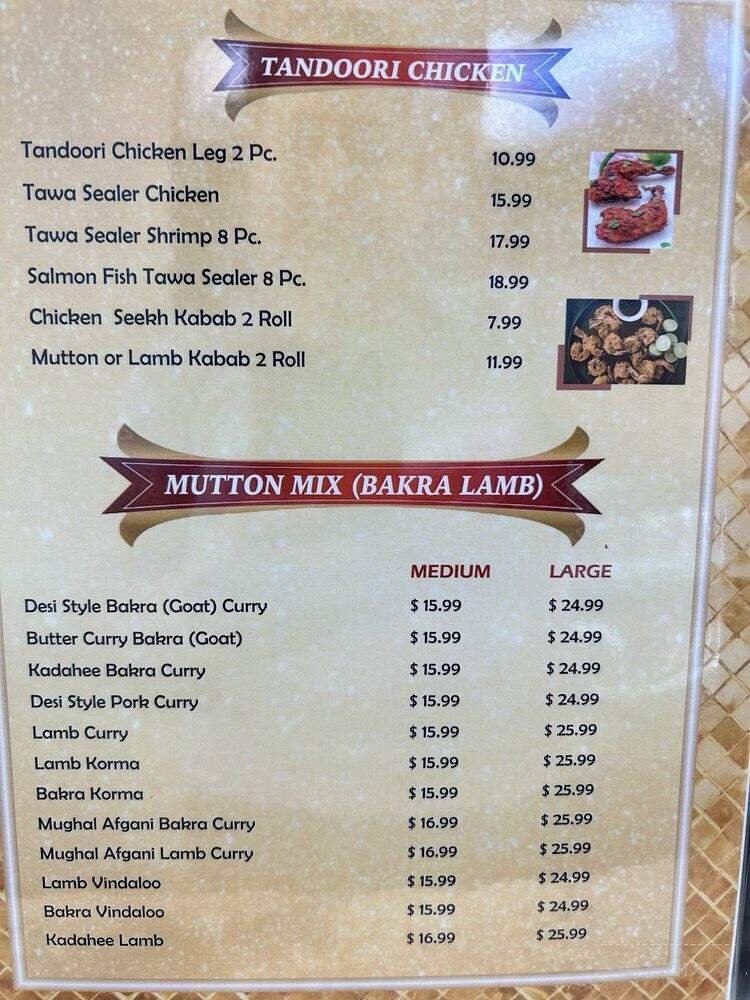 TANDOORI CHICKEN
Tandoori Chicken Leg 2 Pc. 10.99
Tawa Sealer Chicken 15.99
Tawa Sealer Shrimp 8 Pc. 17.99
Salmon Fish Tawa Sealer 8 Pc. 18.99
Chicken Seekh Kabab 2 Roll 7.99
Mutton or Lamb Kabab 2 Roll 11.99
MUTTON MIX (BAKRA LAMB)
MEDIUM LARGE
Desi Style Bakra (Goat) Curry $ 15.99 $ 24.99
Butter Curry Bakra (Goat) $ 15.99 $ 24.99
Kadahee Bakra Curry $ 15.99 $ 24.99
Desi Style Pork Curry $ 15.99 $ 24.99
Lamb Curry $ 15.99 $ 25.99
Lamb Korma $ 15.99 $ 25.99
Bakra Korma $ 15.99 $ 25.99
Mughal Afgani Bakra Curry $ 16.99 $ 25.99
Mughal Afgani Lamb Curry $ 16.99 $ 25.99
Lamb Vindaloo $ 15.99 $ 24.99
Bakra Vindaloo $ 15.99 $ 24.99
Kadahee Lamb $ 16.99 $ 25.99